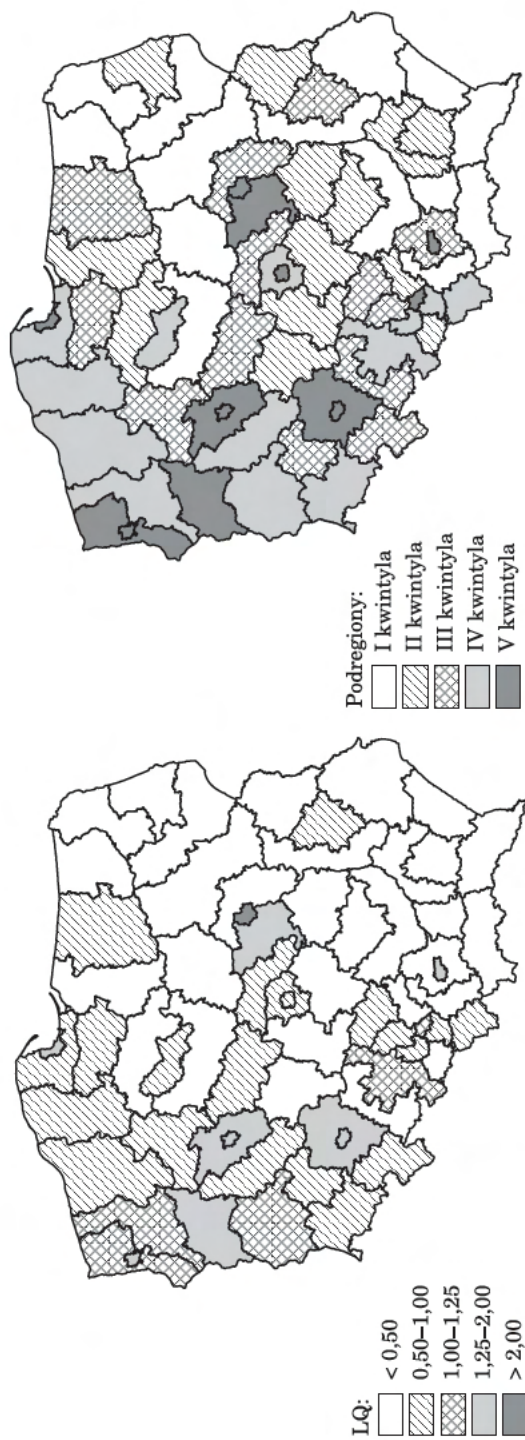 LQ:
< 0,50
0,50–1,00
1,00–1,25
1,25–2,00
> 2,00
Podregiony:
I kwintyla
II kwintyla
III kwintyla
IV kwintyla
V kwintyla